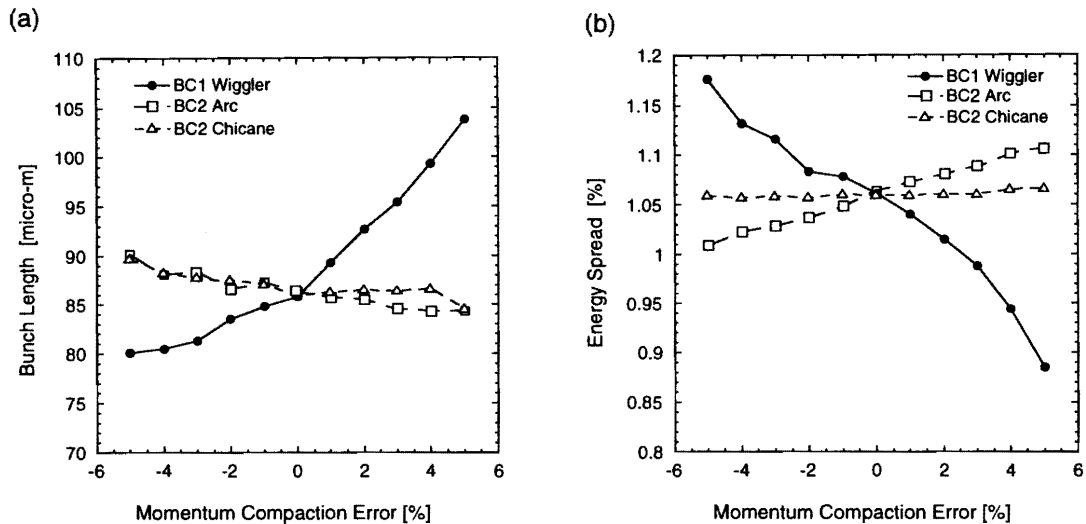 (a)
110
105
100
95
90
85
80
75
70
Bunch Length [micro-m]
BC1 Wiggler
BC2 Arc
BC2 Chicane
-6 -4 -2 0 2 4 6
Momentum Compaction Error [%]
(b)
1.2
1.15
1.1
1.05
1
0.95
0.9
0.85
0.8
Energy Spread [%]
BC1 Wiggler
BC2 Arc
BC2 Chicane
-6 -4 -2 0 2 4 6
Momentum Compaction Error [%]